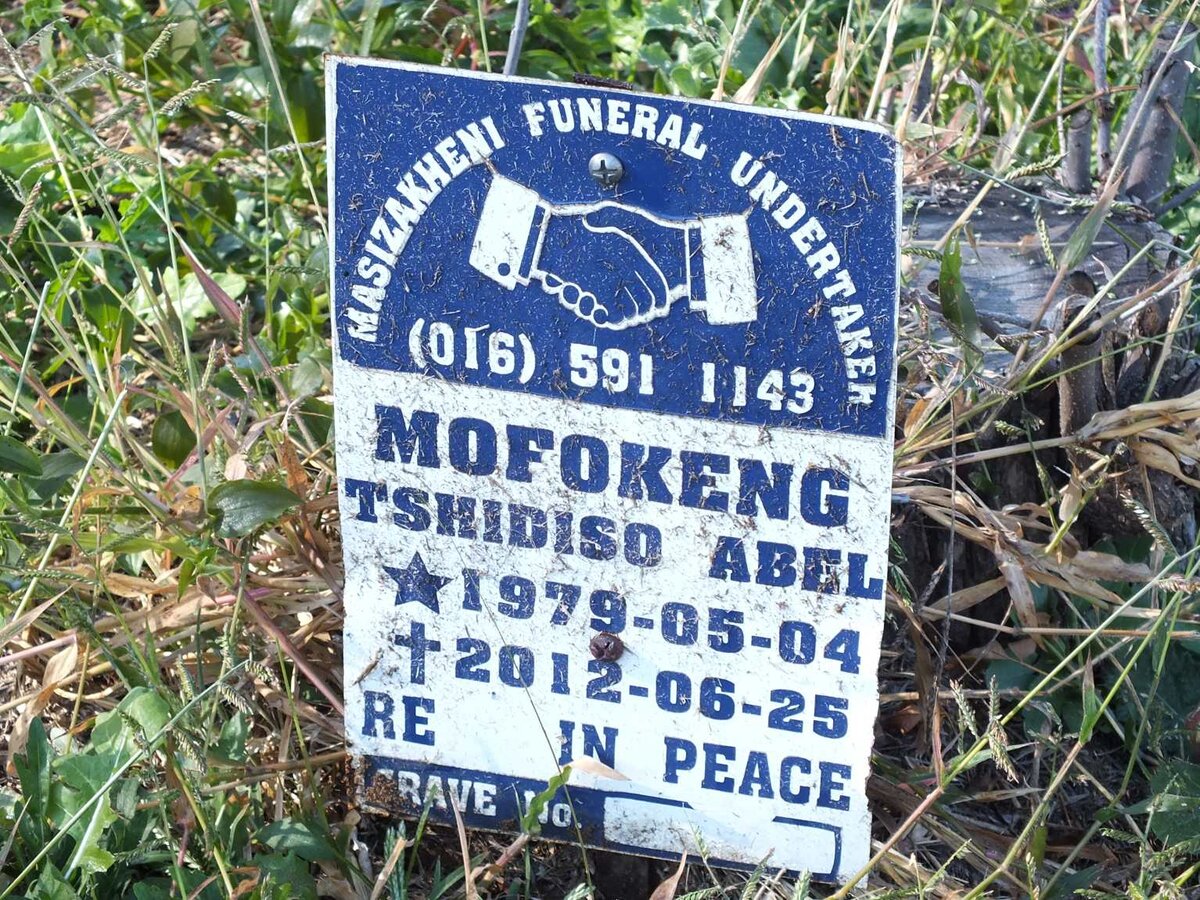 MASIZAKHENI FUNERAL UNDERTAKER
(016) 591 1143
MOFOKENG
TSHIDISO ABEL
★1979-05-04
✝2012-06-25
RE IN PEACE
GRAVE NO